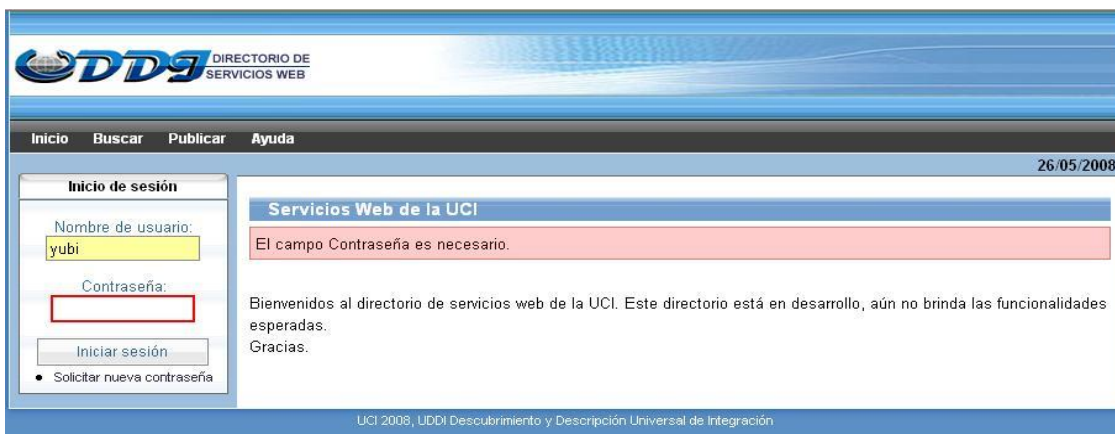 UDDI DIRECTORIO DE
SERVICIOS WEB
Inicio Buscar Publicar Ayuda
26/05/2008
Inicio de sesión
Nombre de usuario:
yubi
Contraseña:
Iniciar sesión
Solicitar nueva contraseña
Servicios Web de la UCI
El campo Contraseña es necesario.
Bienvenidos al directorio de servicios web de la UCI. Este directorio está en desarrollo, aún no brinda las funcionalidades
esperadas.
Gracias.
UCI 2008, UDDI Descubrimiento y Descripción Universal de Integración